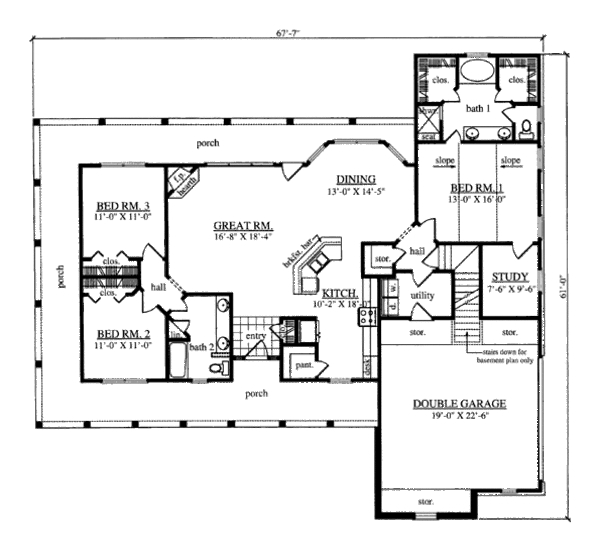 67'-7"
clos.
clos.
bath 1
shwr
seat
porch
slope
slope
BED RM. 1
13'-0" X 16'-0"
DINING
13'-0" X 14'-5"
f.p.
hearth
BED RM. 3
11'-0" X 11'-0"
GREAT RM.
16'-8" X 18'-4"
brkfst. bar
hall
stor.
clos.
clos.
hall
porch
STUDY
7'-6" X 9'-6"
61'-0"
KITCH.
10'-2" X 18'-0"
w.
d.
utility
BED RM. 2
11'-0" X 11'-0"
lin.
bath 2
entry
stor.
stor.
stairs down for
basement plan only
pant.
desk
porch
DOUBLE GARAGE
19'-0" X 22'-6"
stor.